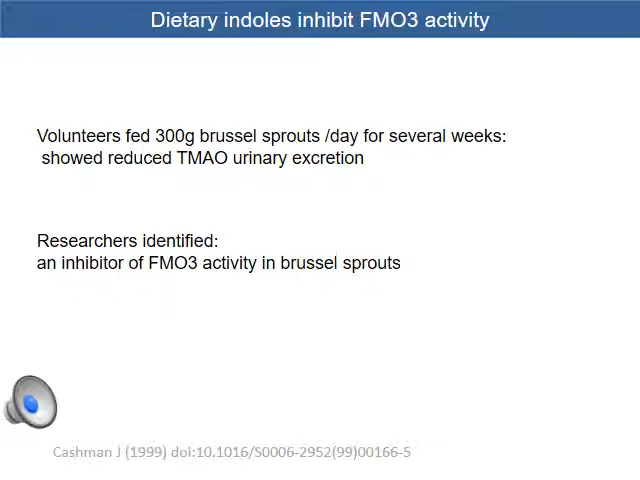 Dietary indoles inhibit FMO3 activity
Volunteers fed 300g brussel sprouts /day for several weeks:
showed reduced TMAO urinary excretion
Researchers identified:
an inhibitor of FMO3 activity in brussel sprouts
Cashman J (1999) doi:10.1016/S0006-2952(99)00166-5